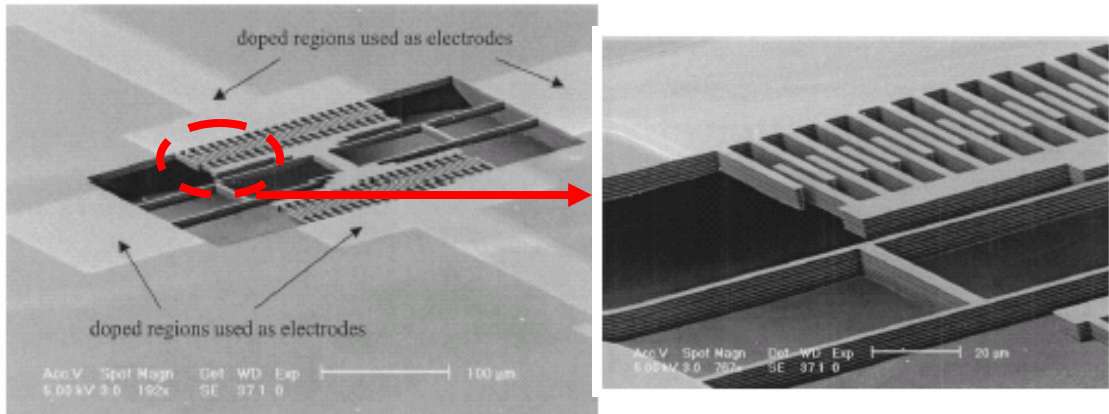 doped regions used as electrodes
doped regions used as electrodes
Acc.V Spot Magn Det WD Exp
5.00 kV 3.0 192x SE 37.1 0 100 µm
Acc.V Spot Magn Det WD Exp
5.00 kV 3.0 767x SE 37.1 0 20 µm